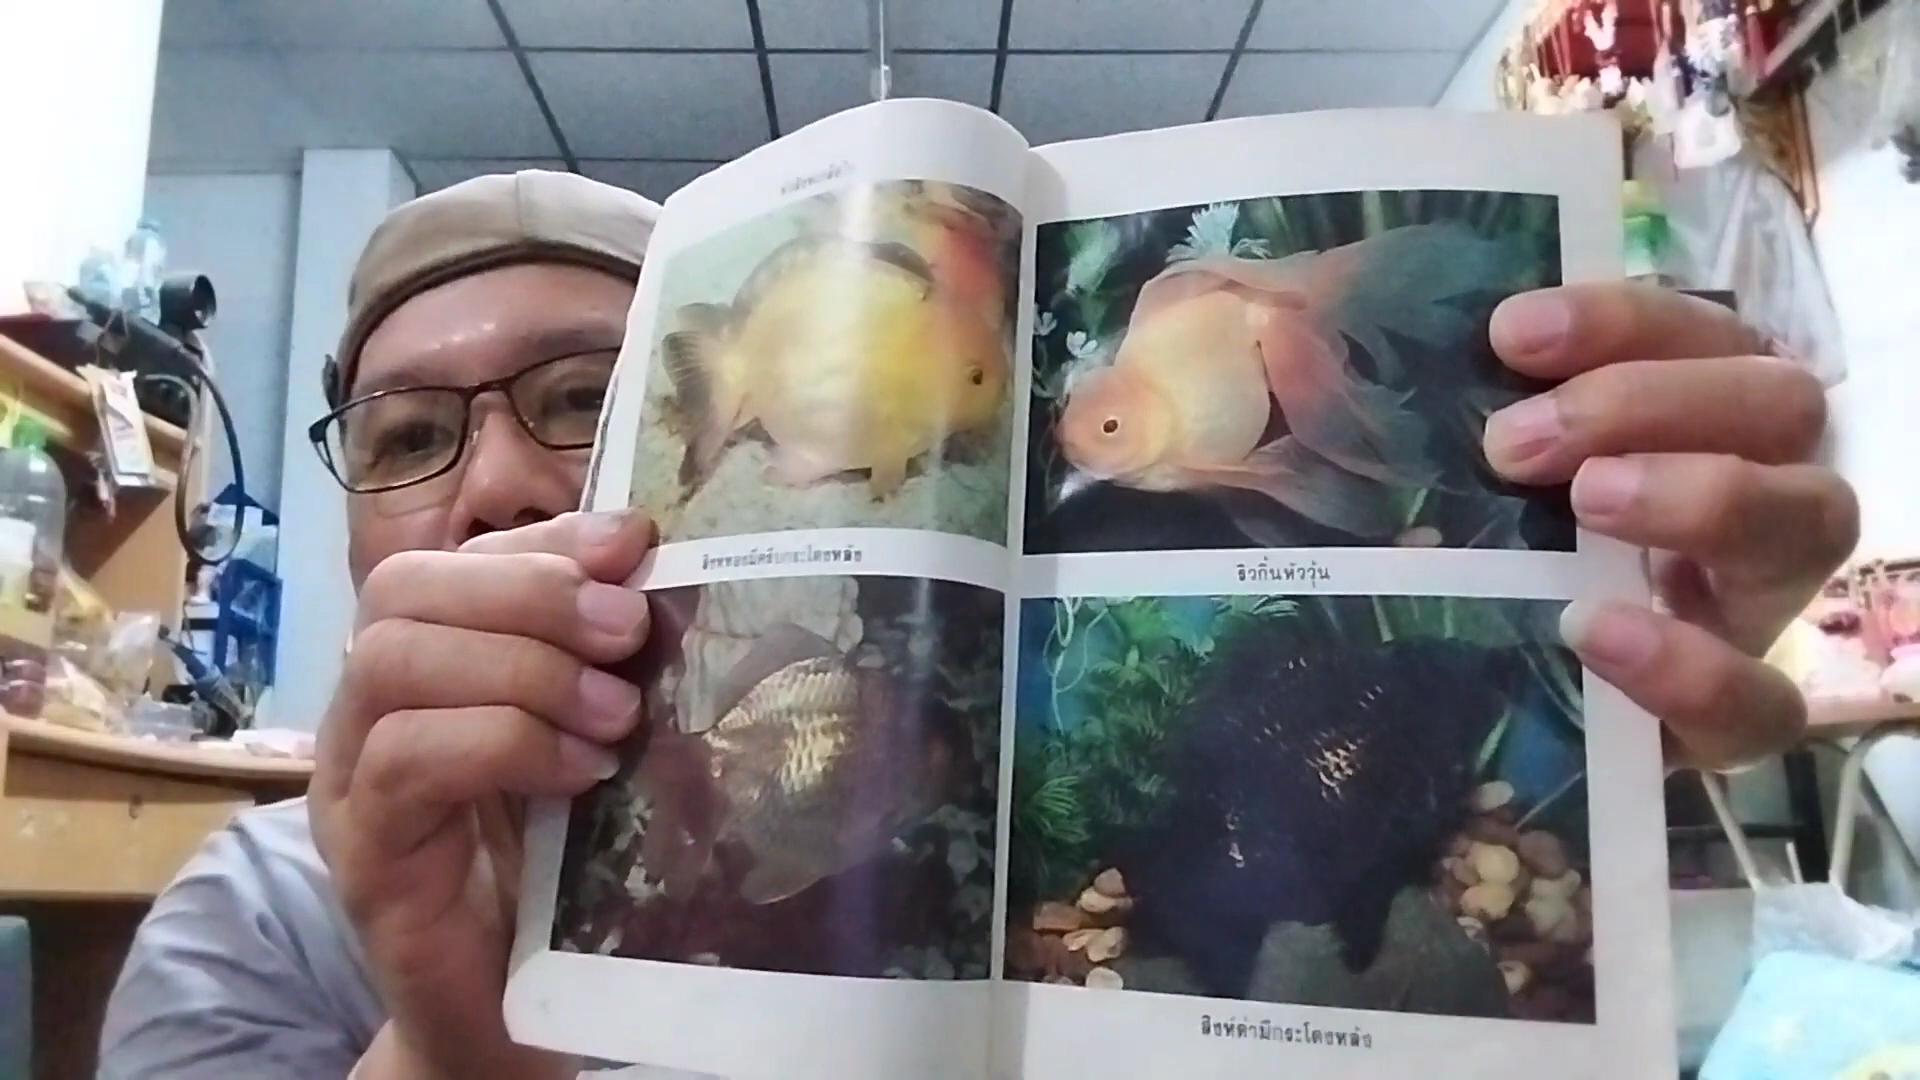 สิงห์ทองมีครีบกระโดงหลัง
ริวกิ้นหัววุ้น
สิงห์ดำมีกระโดงหลัง